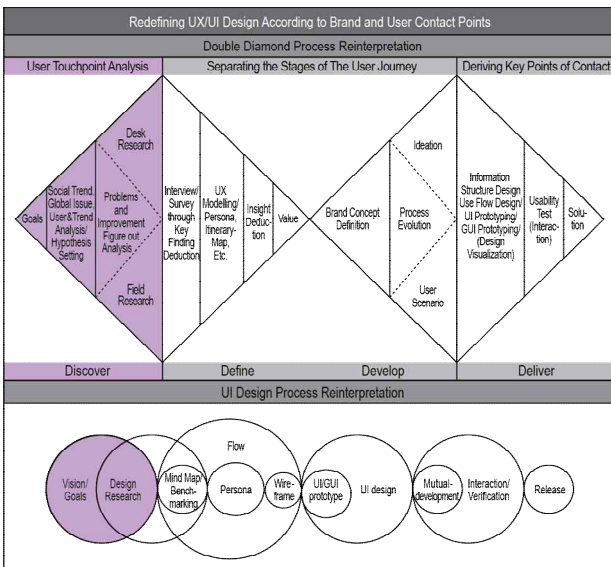 Redefining UX/UI Design According to Brand and User Contact Points
Double Diamond Process Reinterpretation
User Touchpoint Analysis
Separating the Stages of The User Journey
Deriving Key Points of Contact
Goals
Social Trend,
Global Issue,
User&Trend
Analysis/
Hypothesis
Setting
Desk
Research
Problems
and
Improvement
Figure out
Analysis
Field
Research
Interview/
Survey
through
Key
Finding
Deduction
UX
Modelling/
Persona,
Itinerary-
Map,
Etc.
Insight
Deduc-
tion
Value
Brand Concept
Definition
Ideation
Process
Evolution
User
Scenario
Information
Structure Design
Use Flow Design/
UI Prototyping/
GUI Prototyping/
(Design
Visualization)
Usability
Test
(Interac-
tion)
Solu-
tion
Discover
Define
Develop
Deliver
UI Design Process Reinterpretation
Vision/
Goals
Design
Research
Flow
Mind Map/
Bench-
marking
Persona
Wire-
frame
UI/GUI
prototype
UI design
Mutual-
development
Interaction/
Verification
Release